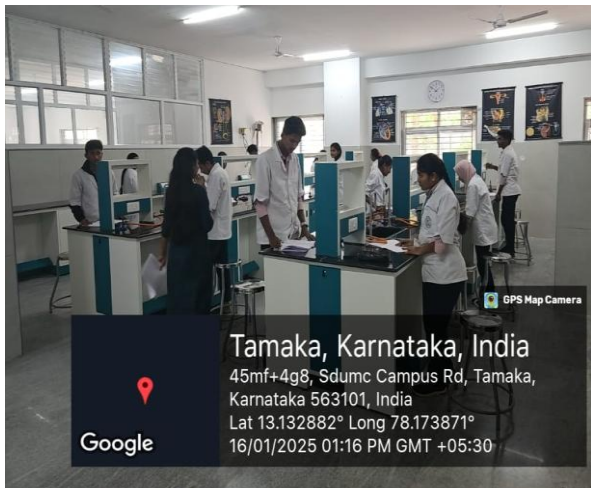 GPS Map Camera
Tamaka, Karnataka, India
45mf+4g8, Sdumc Campus Rd, Tamaka,
Karnataka 563101, India
Lat 13.132882° Long 78.173871°
16/01/2025 01:16 PM GMT +05:30
Google